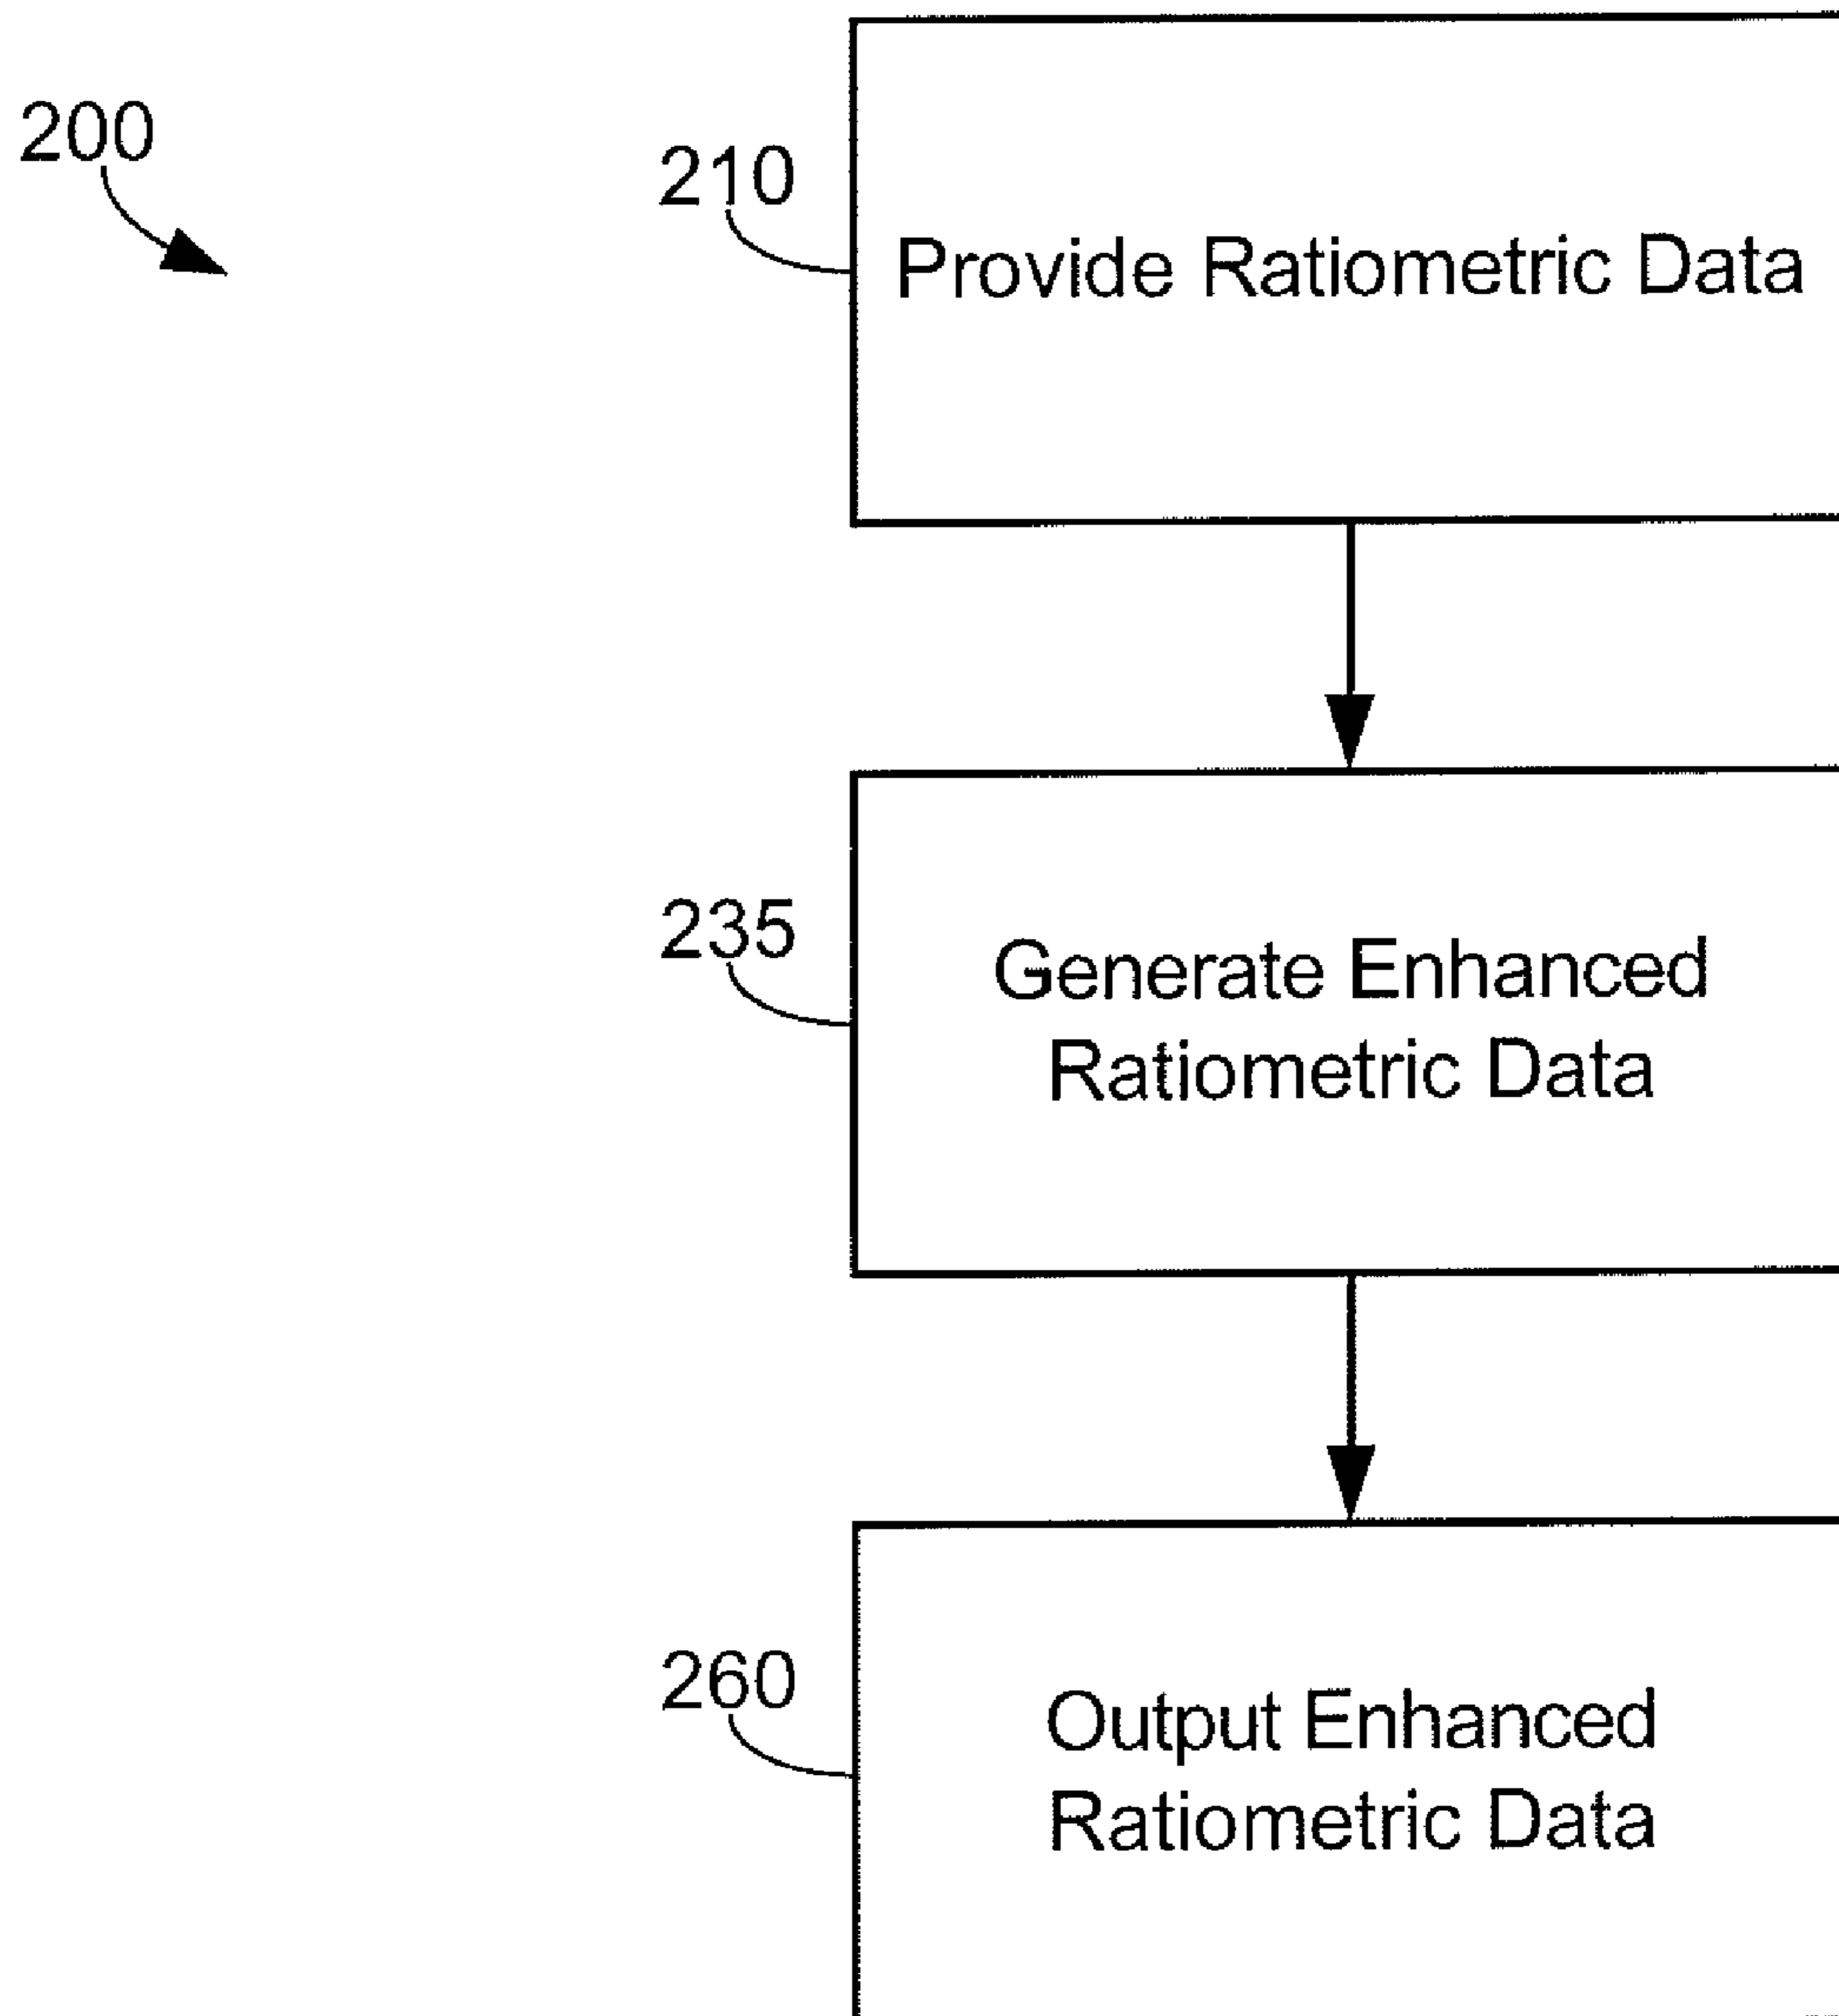 200
210
Provide Ratiometric Data
235
Generate Enhanced
Ratiometric Data
260
Output Enhanced
Ratiometric Data